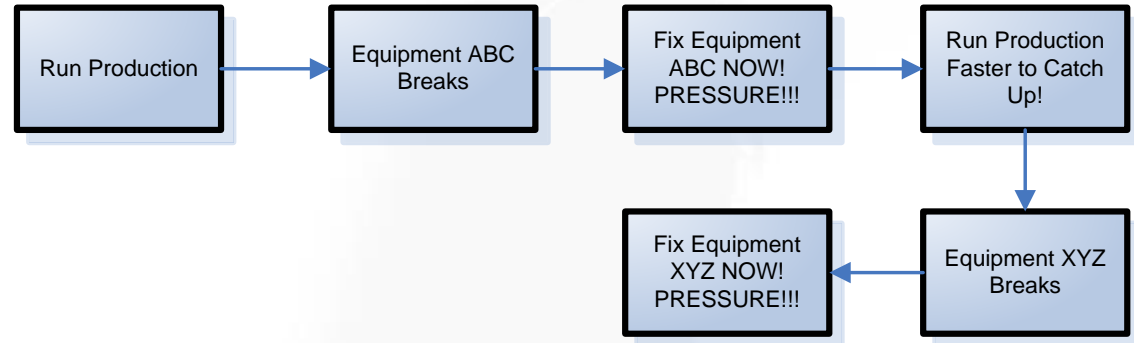 Run Production
Equipment ABC
Breaks
Fix Equipment
ABC NOW!
PRESSURE!!!
Run Production
Faster to Catch
Up!
Equipment XYZ
Breaks
Fix Equipment
XYZ NOW!
PRESSURE!!!